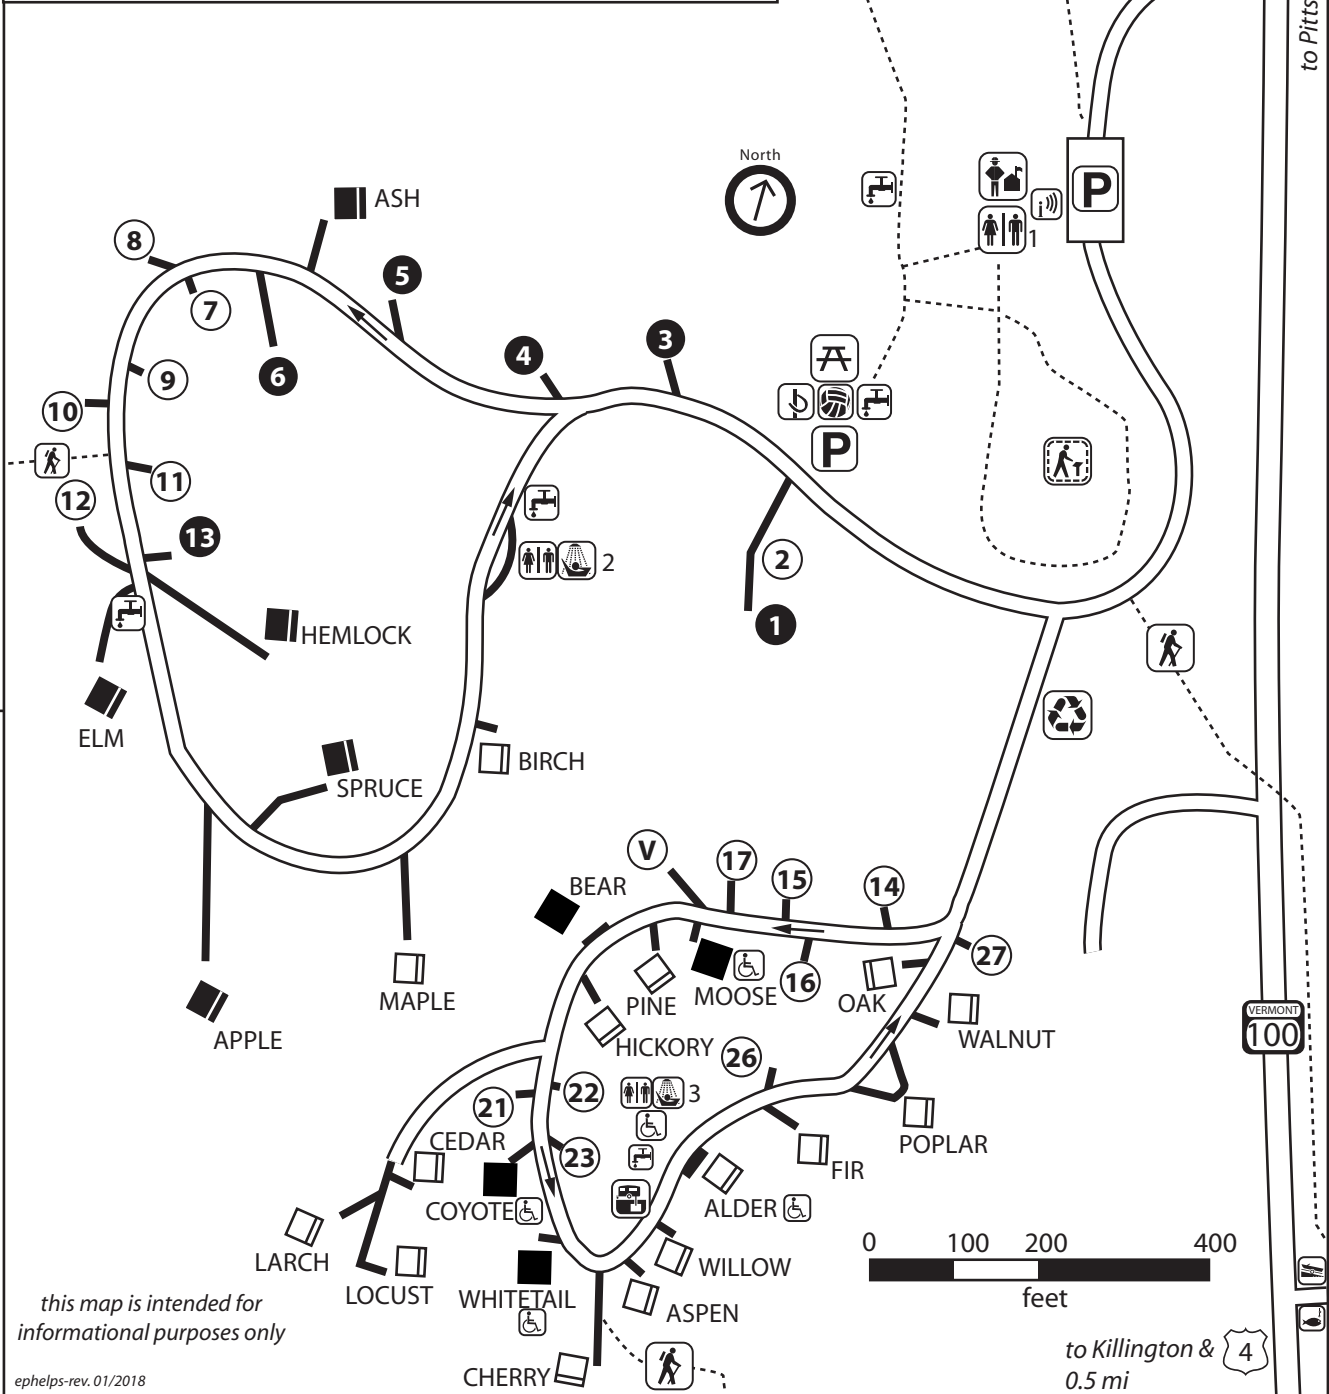 to Pitts
North
P
1
ASH
8
7
5
6
4
3
9
10
11
12
13
P
2
2
1
HEMLOCK
ELM
SPRUCE
BIRCH
V
17
15
14
BEAR
27
16
MAPLE
PINE
MOOSE
OAK
APPLE
HICKORY
WALNUT
VERMONT
100
26
22
21
3
CEDAR
23
POPLAR
FIR
COYOTE
ALDER
LARCH
LOCUST
WHITETAIL
WILLOW
ASPEN
CHERRY
0 100 200 400
feet
this map is intended for
informational purposes only
ephelps-rev. 01/2018
to Killington & 4
0.5 mi